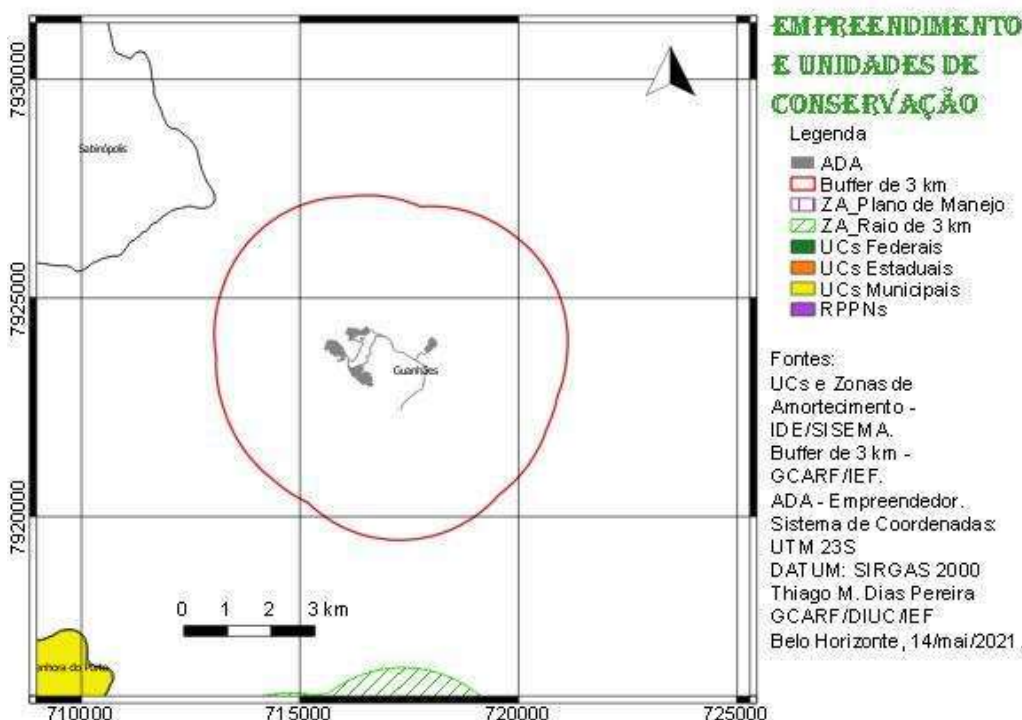 EMPREENDIMENTO
E UNIDADES DE
CONSERVAÇÃO
Legenda
ADA
Buffer de 3 km
ZA_Plano de Manejo
ZA_Raio de 3 km
UCs Federais
UCs Estaduais
UCs Municipais
RPPNs
Fontes:
UCs e Zonas de
Amortecimento -
IDE/SISEMA.
Buffer de 3 km -
GCARF/IEF.
ADA - Empreendedor.
Sistema de Coordenadas:
UTM 23S
DATUM: SIRGAS 2000
Thiago M. Dias Pereira
GCARF/DIUC/IEF
Belo Horizonte, 14/mai/2021
7930000
7925000
7920000
Sabinópolis
Guanhães
0 1 2 3 km
enhora do Porto
710000 715000 720000 725000